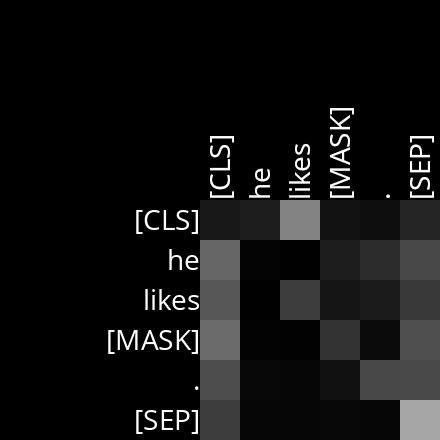 [CLS]
he
likes
[MASK]
.
[SEP]
[CLS]
he
likes
[MASK]
.
[SEP]